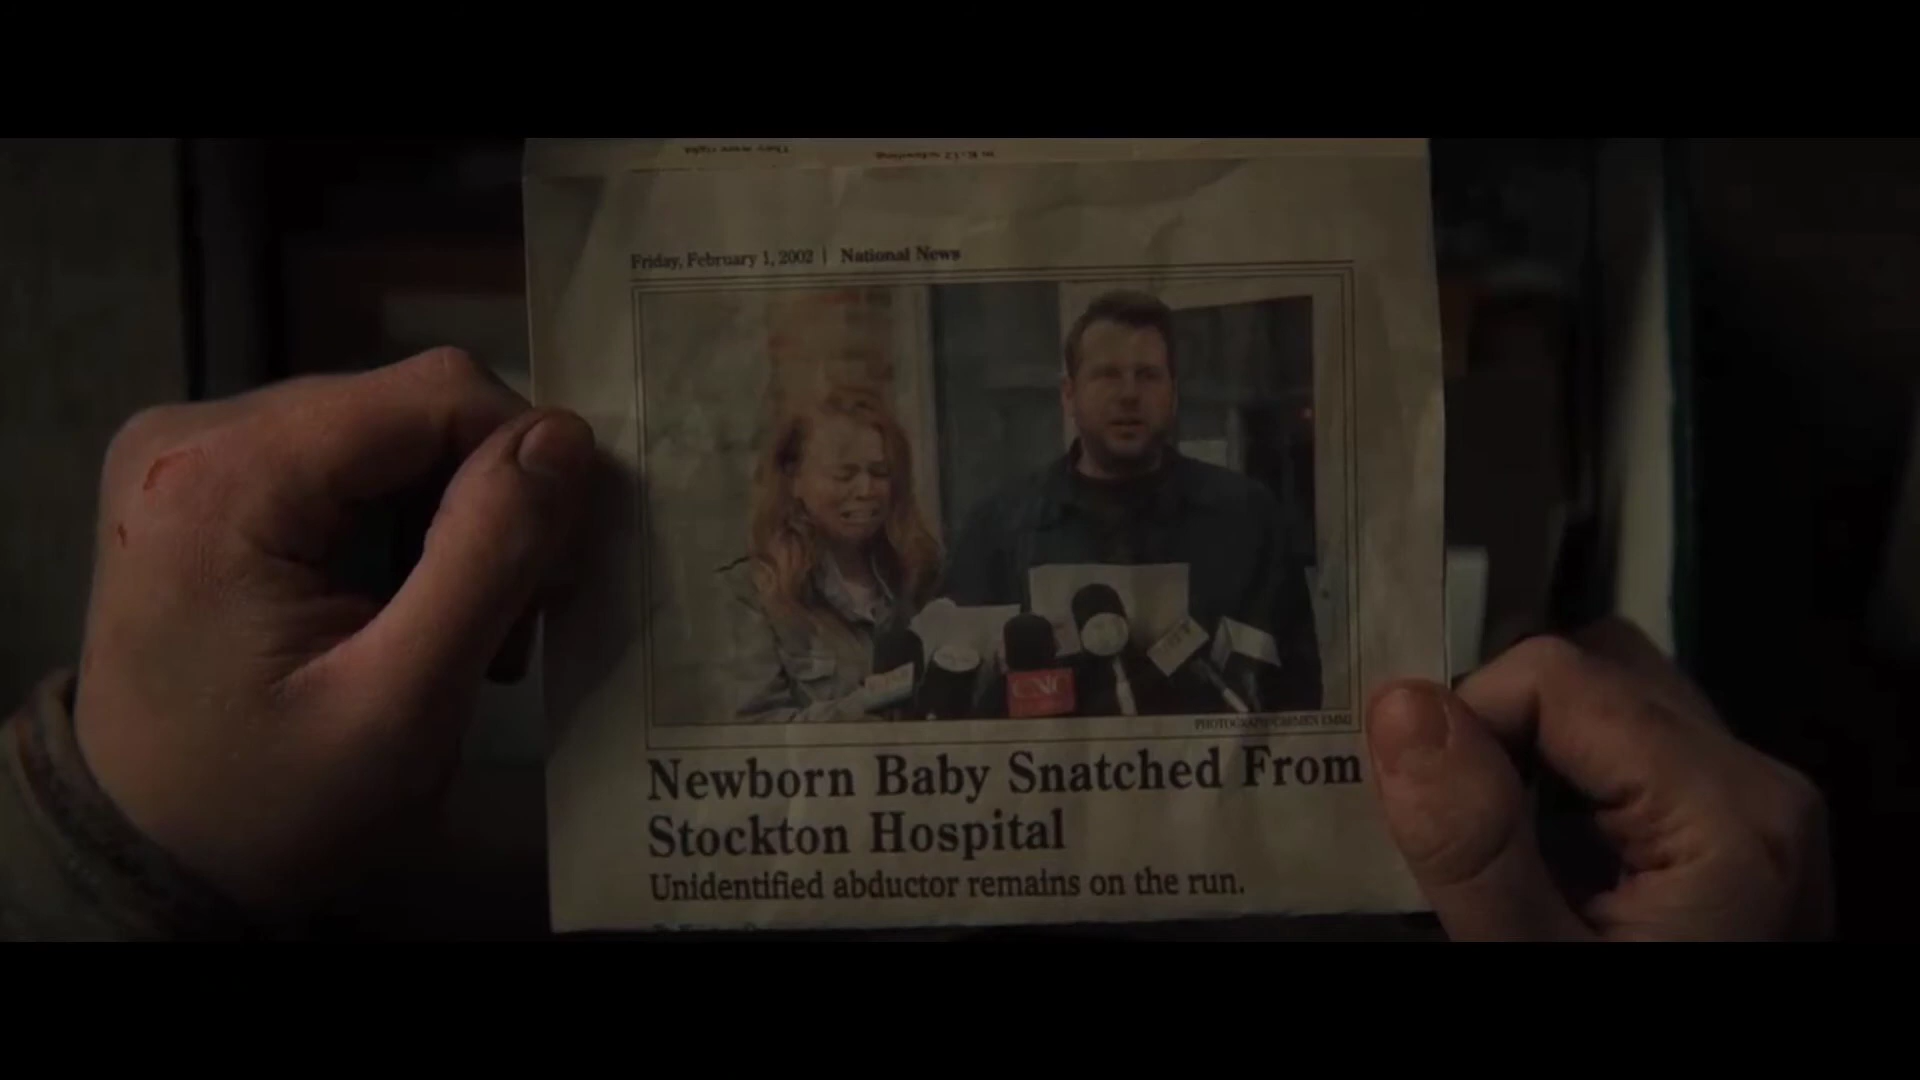 Friday, February 1, 2002 | National News
Newborn Baby Snatched From
Stockton Hospital
Unidentified abductor remains on the run.